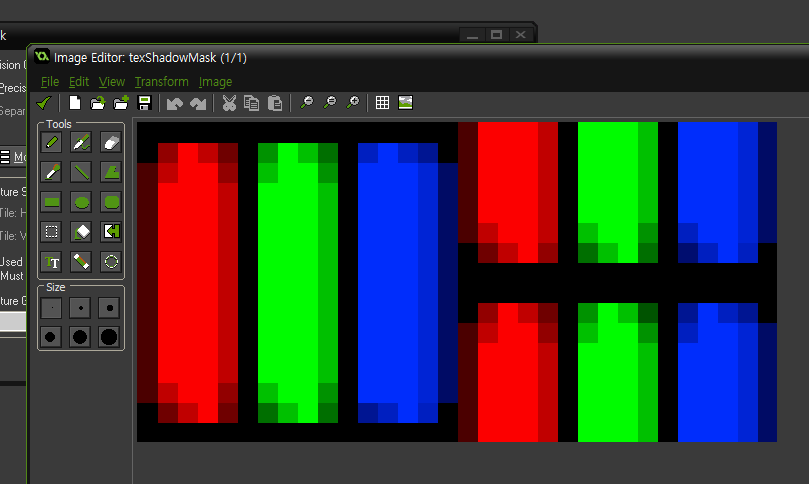 k
Image Editor: texShadowMask (1/1)
File Edit View Transform Image
Tools
Size
ision
Precis
Separ
Mo
ture S
Tile: H
Tile: V
Used
Must
ture G